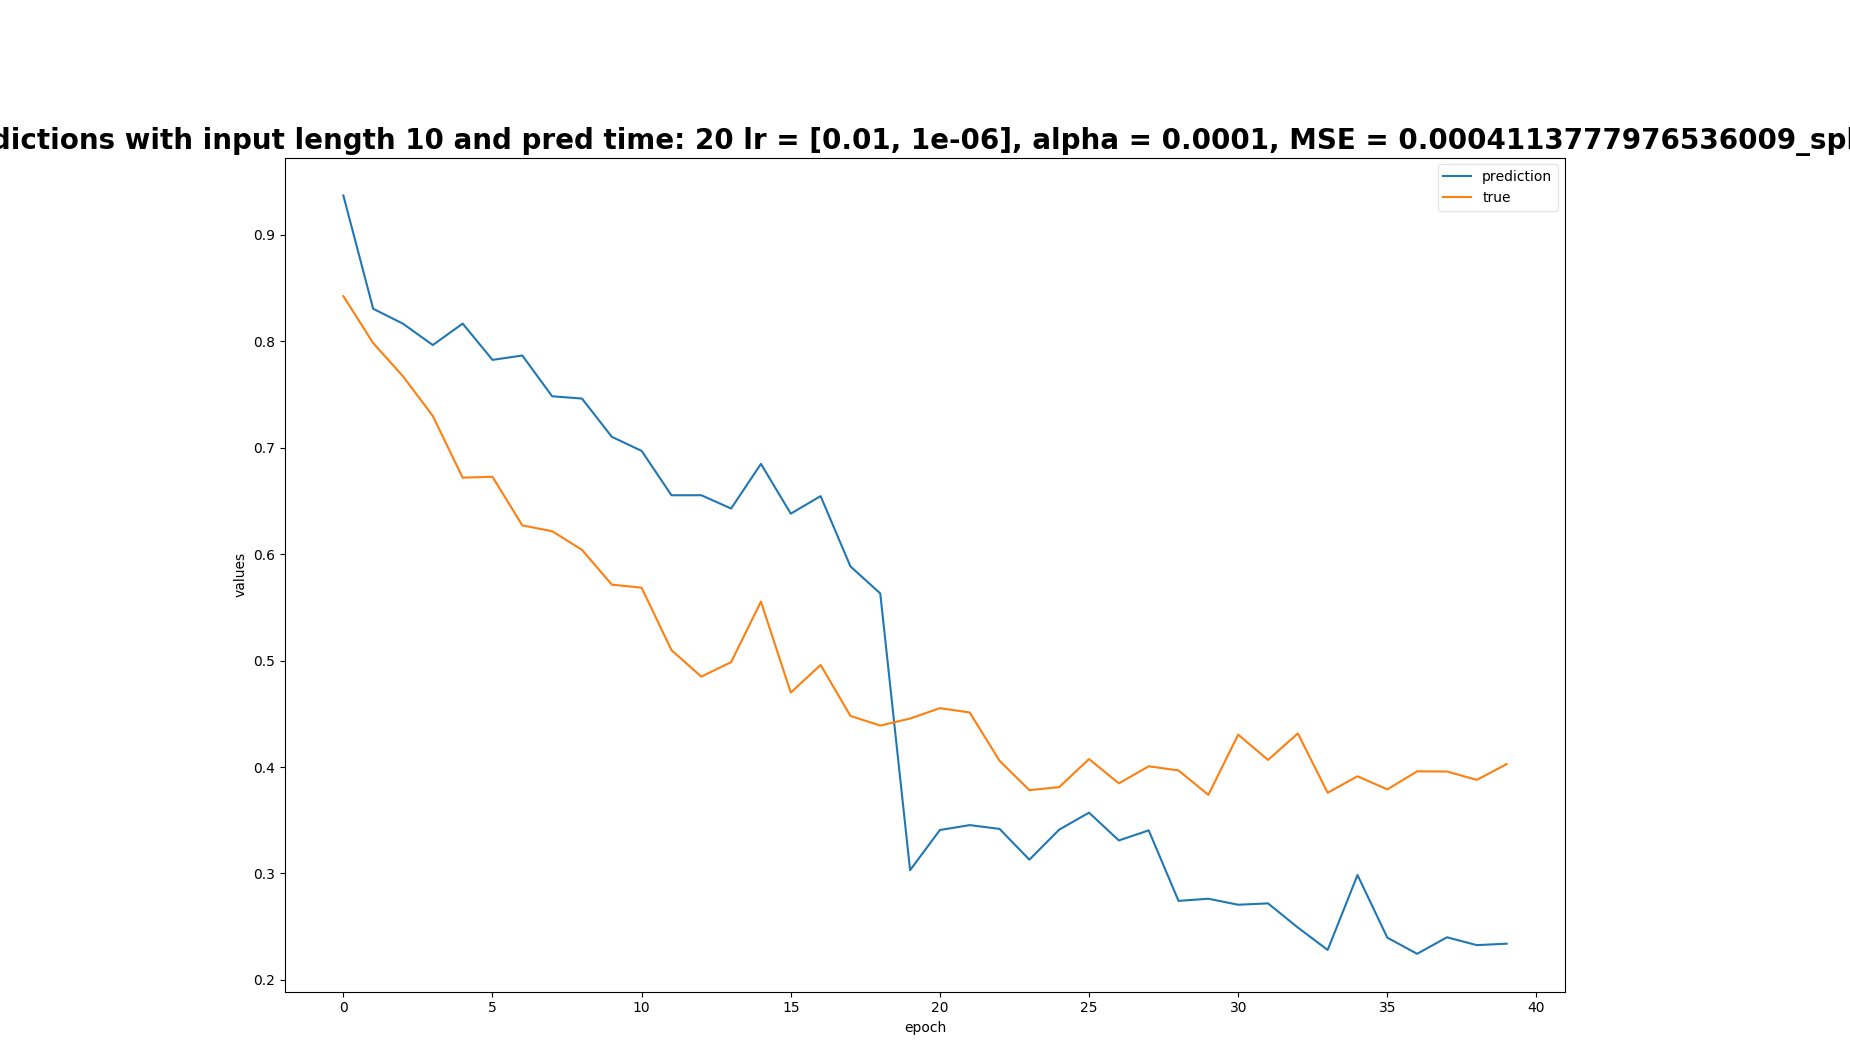 dictions with input length 10 and pred time: 20 lr = [0.01, 1e-06], alpha = 0.0001, MSE = 0.0004113777976536009_spl
prediction
true
0.9
0.8
0.7
0.6
0.5
0.4
0.3
0.2
values
0 5 10 15 20 25 30 35 40
epoch